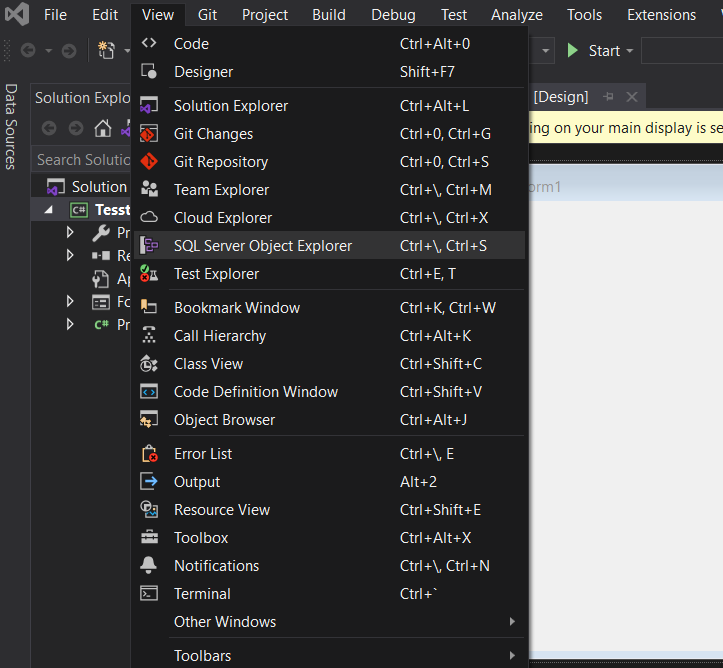 File Edit View Git Project Build Debug Test Analyze Tools Extensions
Code Ctrl+Alt+0
Start
Designer Shift+F7
Data Sources
Solution Explo
[Design]
Solution Explorer Ctrl+Alt+L
Git Changes Ctrl+0, Ctrl+G
ing on your main display is se
Search Solutio
Git Repository Ctrl+0, Ctrl+S
Solution
Team Explorer Ctrl+\, Ctrl+M
orm1
C# Tesst
Cloud Explorer Ctrl+\, Ctrl+X
Pr
SQL Server Object Explorer Ctrl+\, Ctrl+S
Re
Test Explorer Ctrl+E, T
Ap
Fo
Bookmark Window Ctrl+K, Ctrl+W
C# Pr
Call Hierarchy Ctrl+Alt+K
Class View Ctrl+Shift+C
Code Definition Window Ctrl+Shift+V
Object Browser Ctrl+Alt+J
Error List Ctrl+\, E
Output Alt+2
Resource View Ctrl+Shift+E
Toolbox Ctrl+Alt+X
Notifications Ctrl+\, Ctrl+N
Terminal Ctrl+`
Other Windows
Toolbars